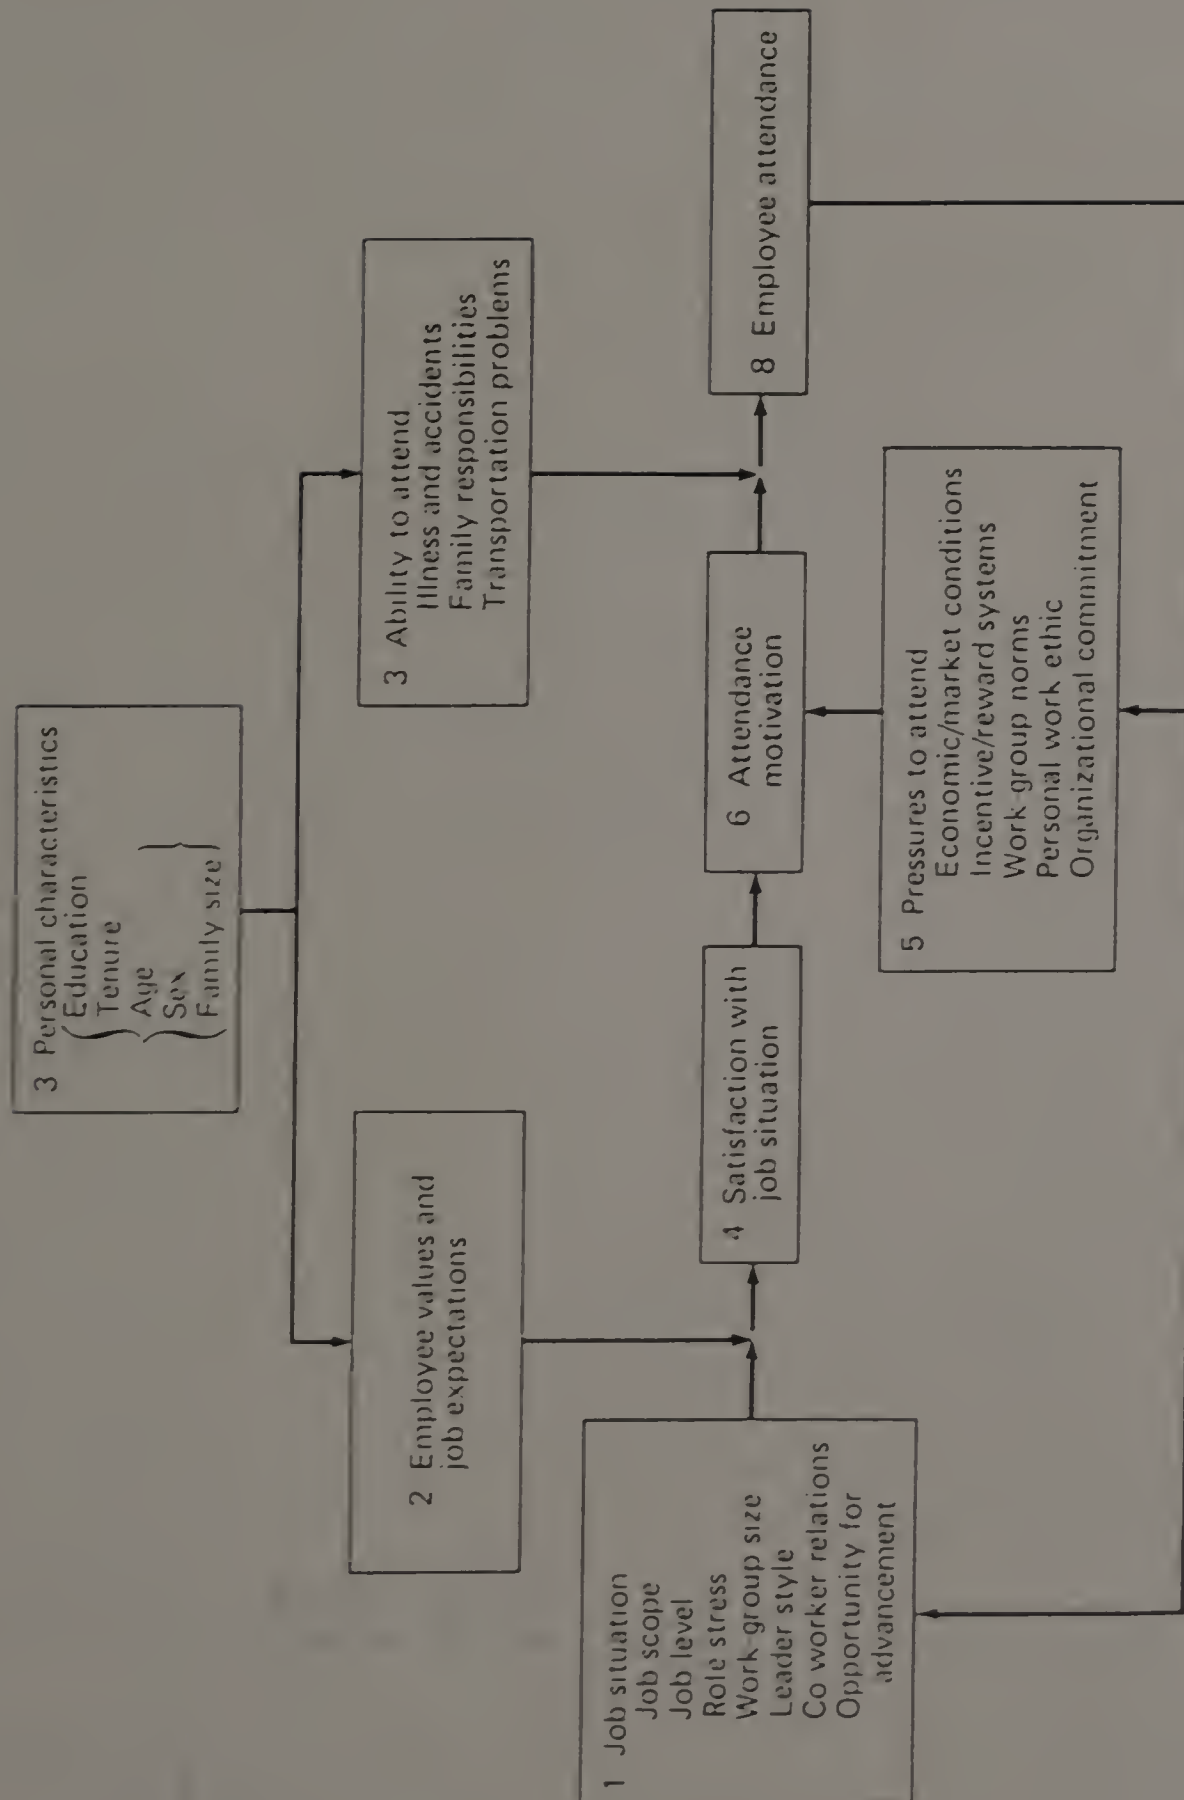 3 Personal characteristics
Education
Tenure
Age
Sex
Family size
2 Employee values and
job expectations
3 Ability to attend
Illness and accidents
Family responsibilities
Transportation problems
1 Job situation
Job scope
Job level
Role stress
Work-group size
Leader style
Co worker relations
Opportunity for
advancement
4 Satisfaction with
job situation
6 Attendance
motivation
8 Employee attendance
5 Pressures to attend
Economic/market conditions
Incentive/reward systems
Work-group norms
Personal work ethic
Organizational commitment